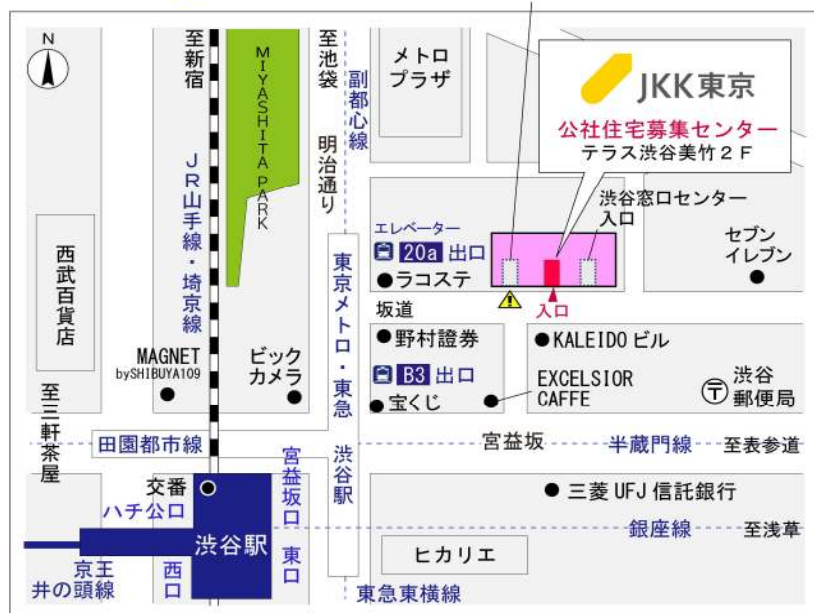 N
至新宿
MIYASHITA PARK
至池袋
副都心線
明治通り
メトロ
プラザ
JKK東京
公社住宅募集センター
テラス渋谷美竹2F
JR山手線・埼京線
渋谷窓口センター
入口
エレベーター
20a 出口
ラコステ
セブン
イレブン
入口
西武百貨店
東京メトロ・東急
渋谷駅
坂道
野村證券
KALEIDO ビル
MAGNET
bySHIBUYA109
ビック
カメラ
B3 出口
EXCELSIOR
CAFFE
渋谷
郵便局
宝くじ
至三軒茶屋
田園都市線
宮益坂
半蔵門線
至表参道
交番
宮益坂口
ハチ公口
三菱 UFJ 信託銀行
渋谷駅
銀座線
至浅草
京王
井の頭線
西口
東口
ヒカリエ
東急東横線